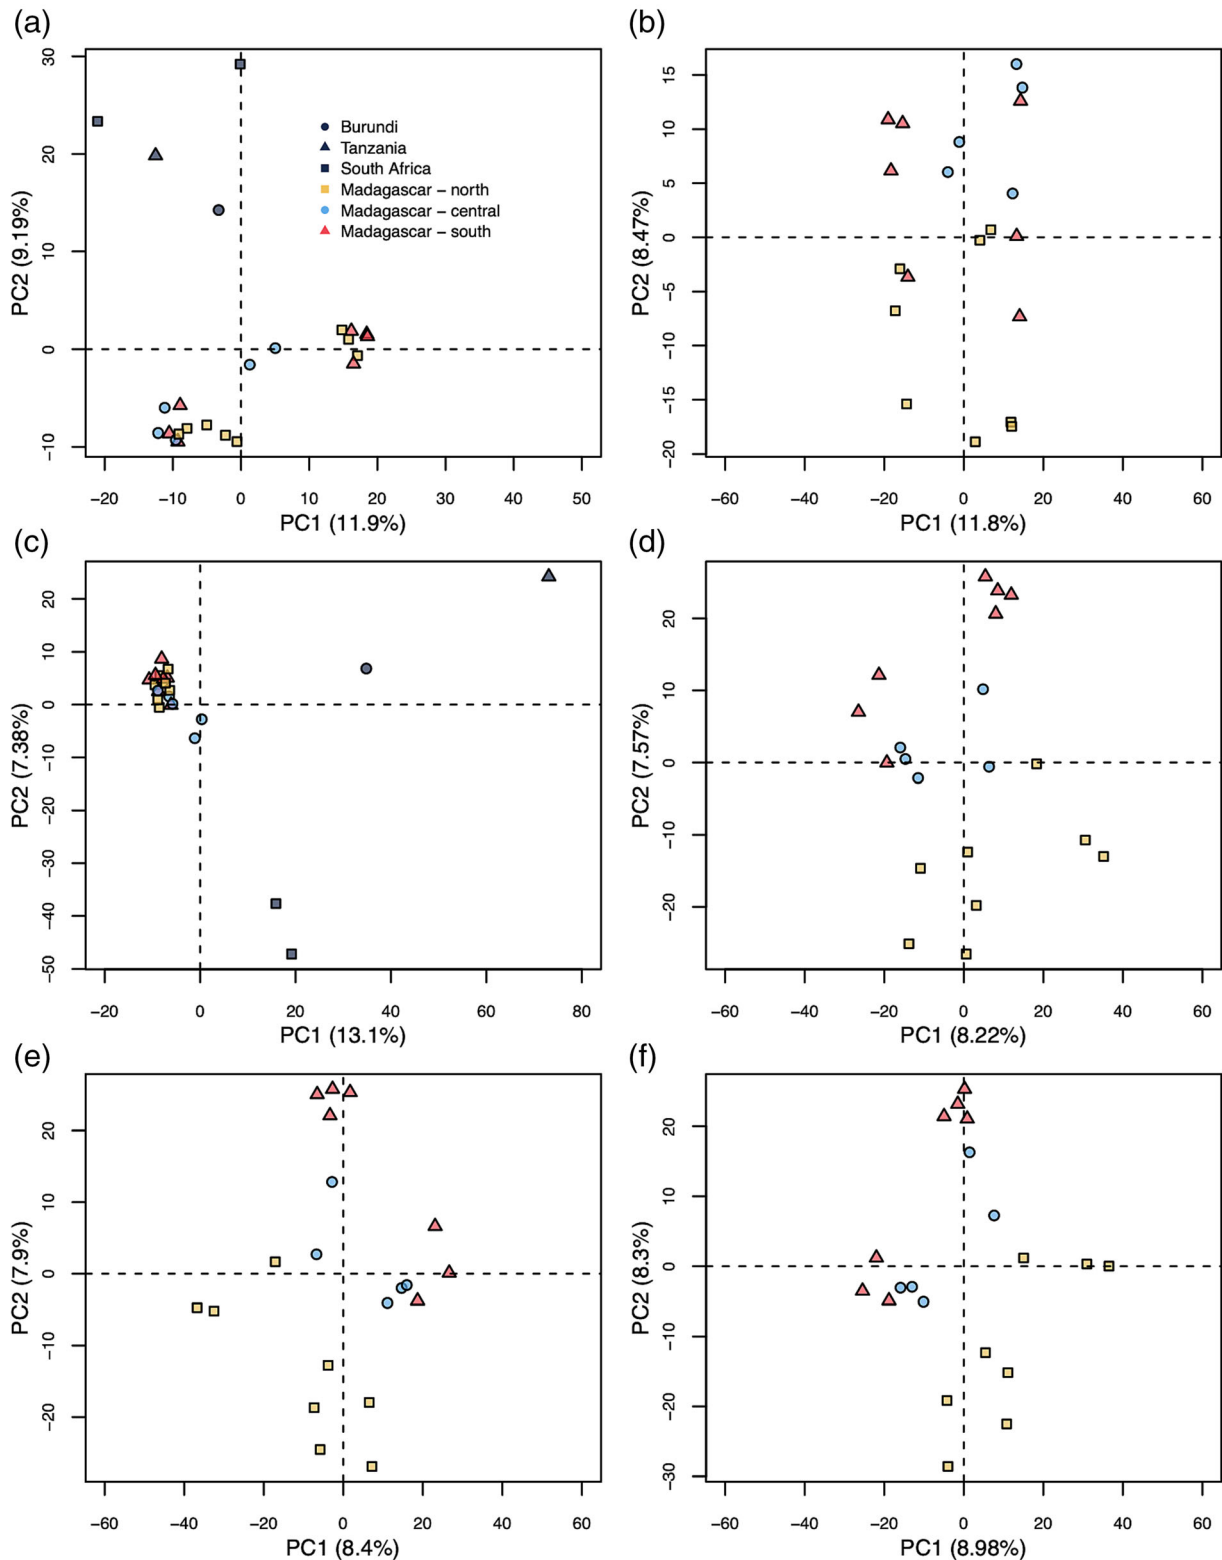 (a)
30
20
10
0
−10
PC2 (9.19%)
Burundi
Tanzania
South Africa
Madagascar − north
Madagascar − central
Madagascar − south
−20 −10 0 10 20 30 40 50
PC1 (11.9%)
(b)
15
10
5
0
−5
−10
−15
−20
PC2 (8.47%)
−60 −40 −20 0 20 40 60
PC1 (11.8%)
(c)
20
10
0
−10
−20
−30
−40
−50
PC2 (7.38%)
−20 0 20 40 60 80
PC1 (13.1%)
(d)
20
10
0
−10
−20
PC2 (7.57%)
−60 −40 −20 0 20 40 60
PC1 (8.22%)
(e)
20
10
0
−10
−20
PC2 (7.9%)
−60 −40 −20 0 20 40 60
PC1 (8.4%)
(f)
20
10
0
−10
−20
−30
PC2 (8.3%)
−60 −40 −20 0 20 40 60
PC1 (8.98%)